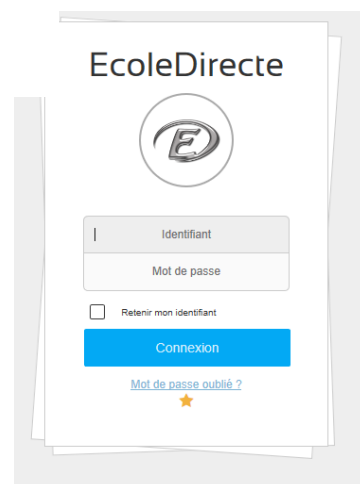 EcoleDirecte
E
Identifiant
Mot de passe
Retenir mon identifiant
Connexion
Mot de passe oublié ?